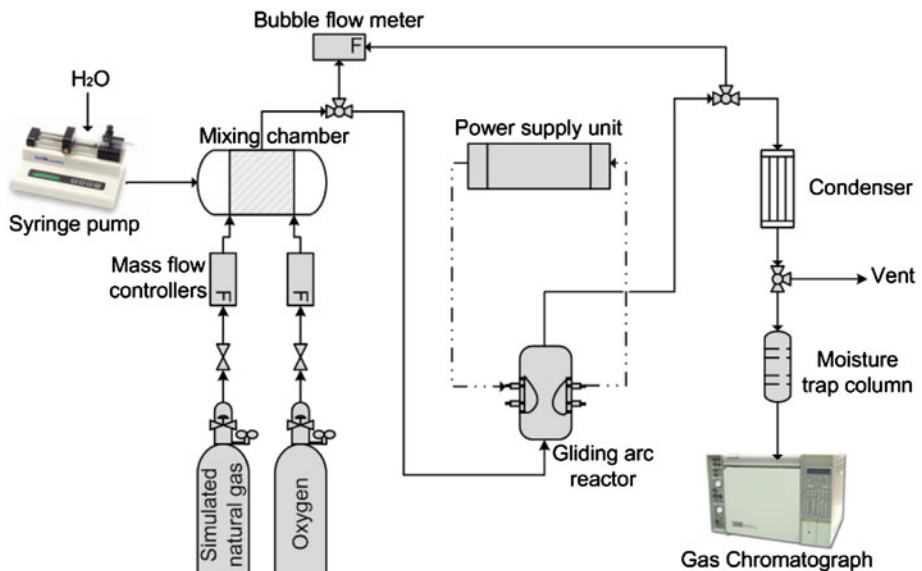 Bubble flow meter
F
H₂O
Mixing chamber
Power supply unit
Syringe pump
Condenser
Mass flow
controllers
F
F
Vent
Moisture
trap column
Gliding arc
reactor
Simulated
natural gas
Oxygen
Gas Chromatograph